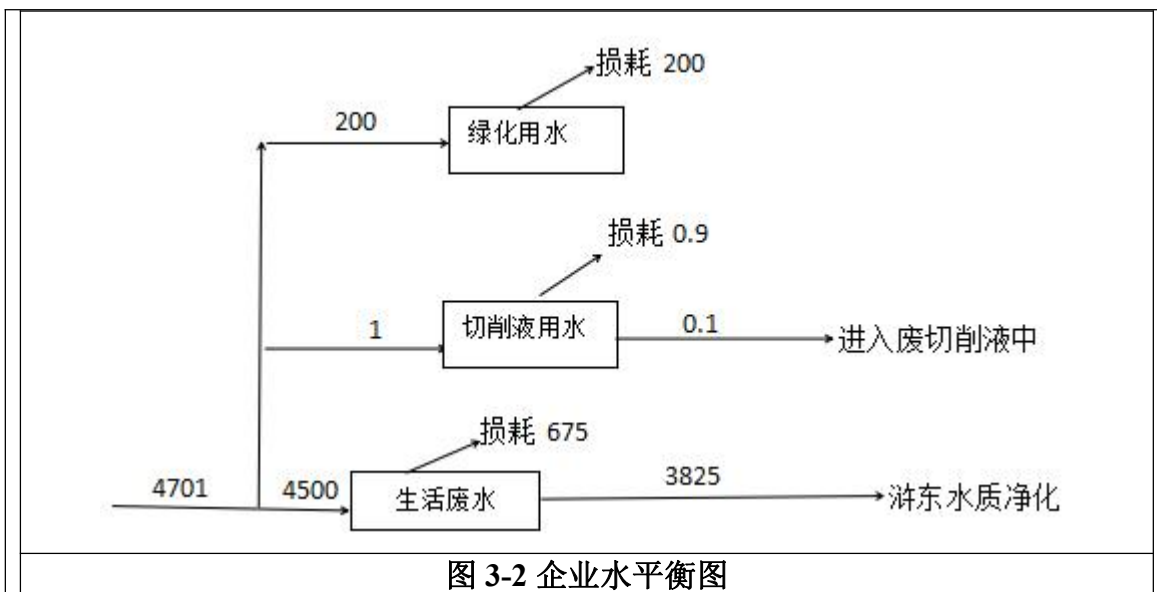 损耗 200
200
绿化用水
损耗 0.9
1
切削液用水
0.1
进入废切削液中
损耗 675
4701
4500
生活废水
3825
浒东水质净化
图 3-2 企业水平衡图